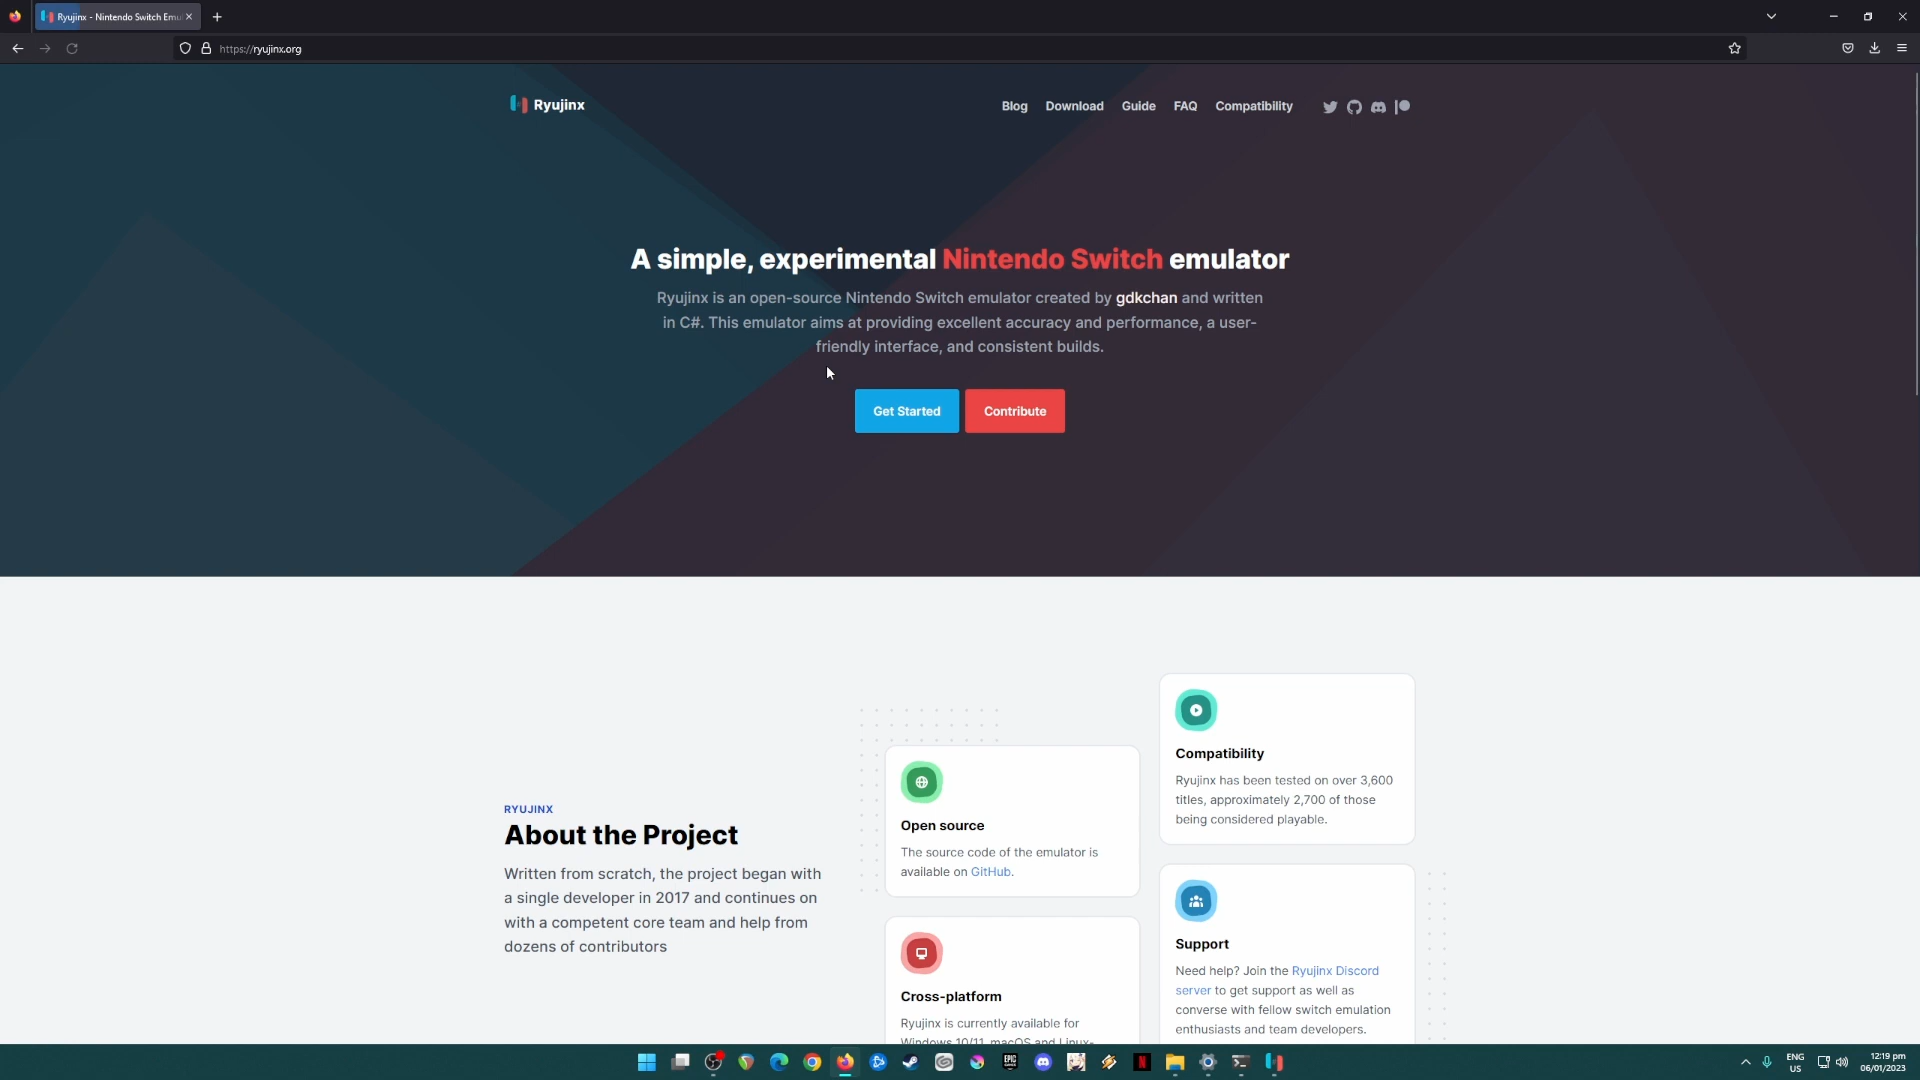 Ryujinx - Nintendo Switch Emu
https://ryujinx.org
Ryujinx
Blog Download Guide FAQ Compatibility
A simple, experimental Nintendo Switch emulator
Ryujinx is an open-source Nintendo Switch emulator created by gdkchan and written
in C#. This emulator aims at providing excellent accuracy and performance, a user-
friendly interface, and consistent builds.
Get Started Contribute
RYUJINX
About the Project
Written from scratch, the project began with
a single developer in 2017 and continues on
with a competent core team and help from
dozens of contributors
Open source
The source code of the emulator is
available on GitHub.
Cross-platform
Ryujinx is currently available for
Windows 10/11, macOS and Linux-
Compatibility
Ryujinx has been tested on over 3,600
titles, approximately 2,700 of those
being considered playable.
Support
Need help? Join the Ryujinx Discord
server to get support as well as
converse with fellow switch emulation
enthusiasts and team developers.
EPIC
N
ENG
US
12:19 pm
06/01/2023